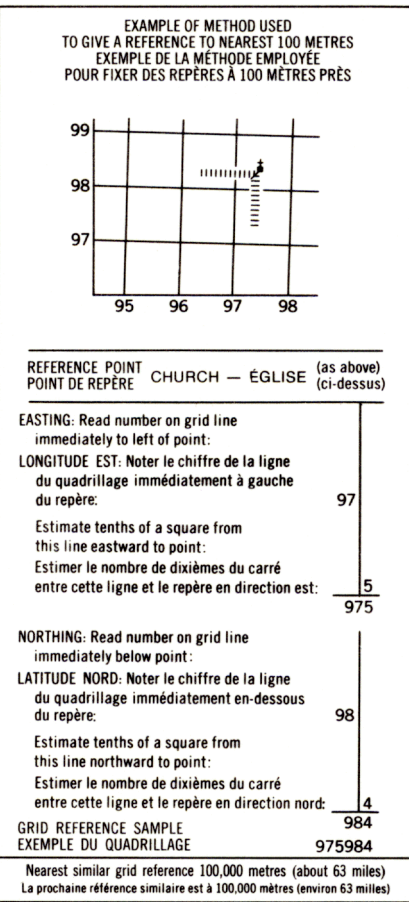 EXAMPLE OF METHOD USED
TO GIVE A REFERENCE TO NEAREST 100 METRES
EXEMPLE DE LA MÉTHODE EMPLOYÉE
POUR FIXER DES REPÈRES À 100 MÈTRES PRÈS
99
98
97
95 96 97 98
REFERENCE POINT
POINT DE REPÈRE
CHURCH — ÉGLISE
(as above)
(ci-dessus)
EASTING: Read number on grid line
immediately to left of point:
LONGITUDE EST: Noter le chiffre de la ligne
du quadrillage immédiatement à gauche
du repère: 97
Estimate tenths of a square from
this line eastward to point:
Estimer le nombre de dixièmes du carré
entre cette ligne et le repère en direction est: 5
975
NORTHING: Read number on grid line
immediately below point:
LATITUDE NORD: Noter le chiffre de la ligne
du quadrillage immédiatement en-dessous
du repère: 98
Estimate tenths of a square from
this line northward to point:
Estimer le nombre de dixièmes du carré
entre cette ligne et le repère en direction nord: 4
984
GRID REFERENCE SAMPLE
EXEMPLE DU QUADRILLAGE 975984
Nearest similar grid reference 100,000 metres (about 63 miles)
La prochaine référence similaire est à 100,000 mètres (environ 63 milles)